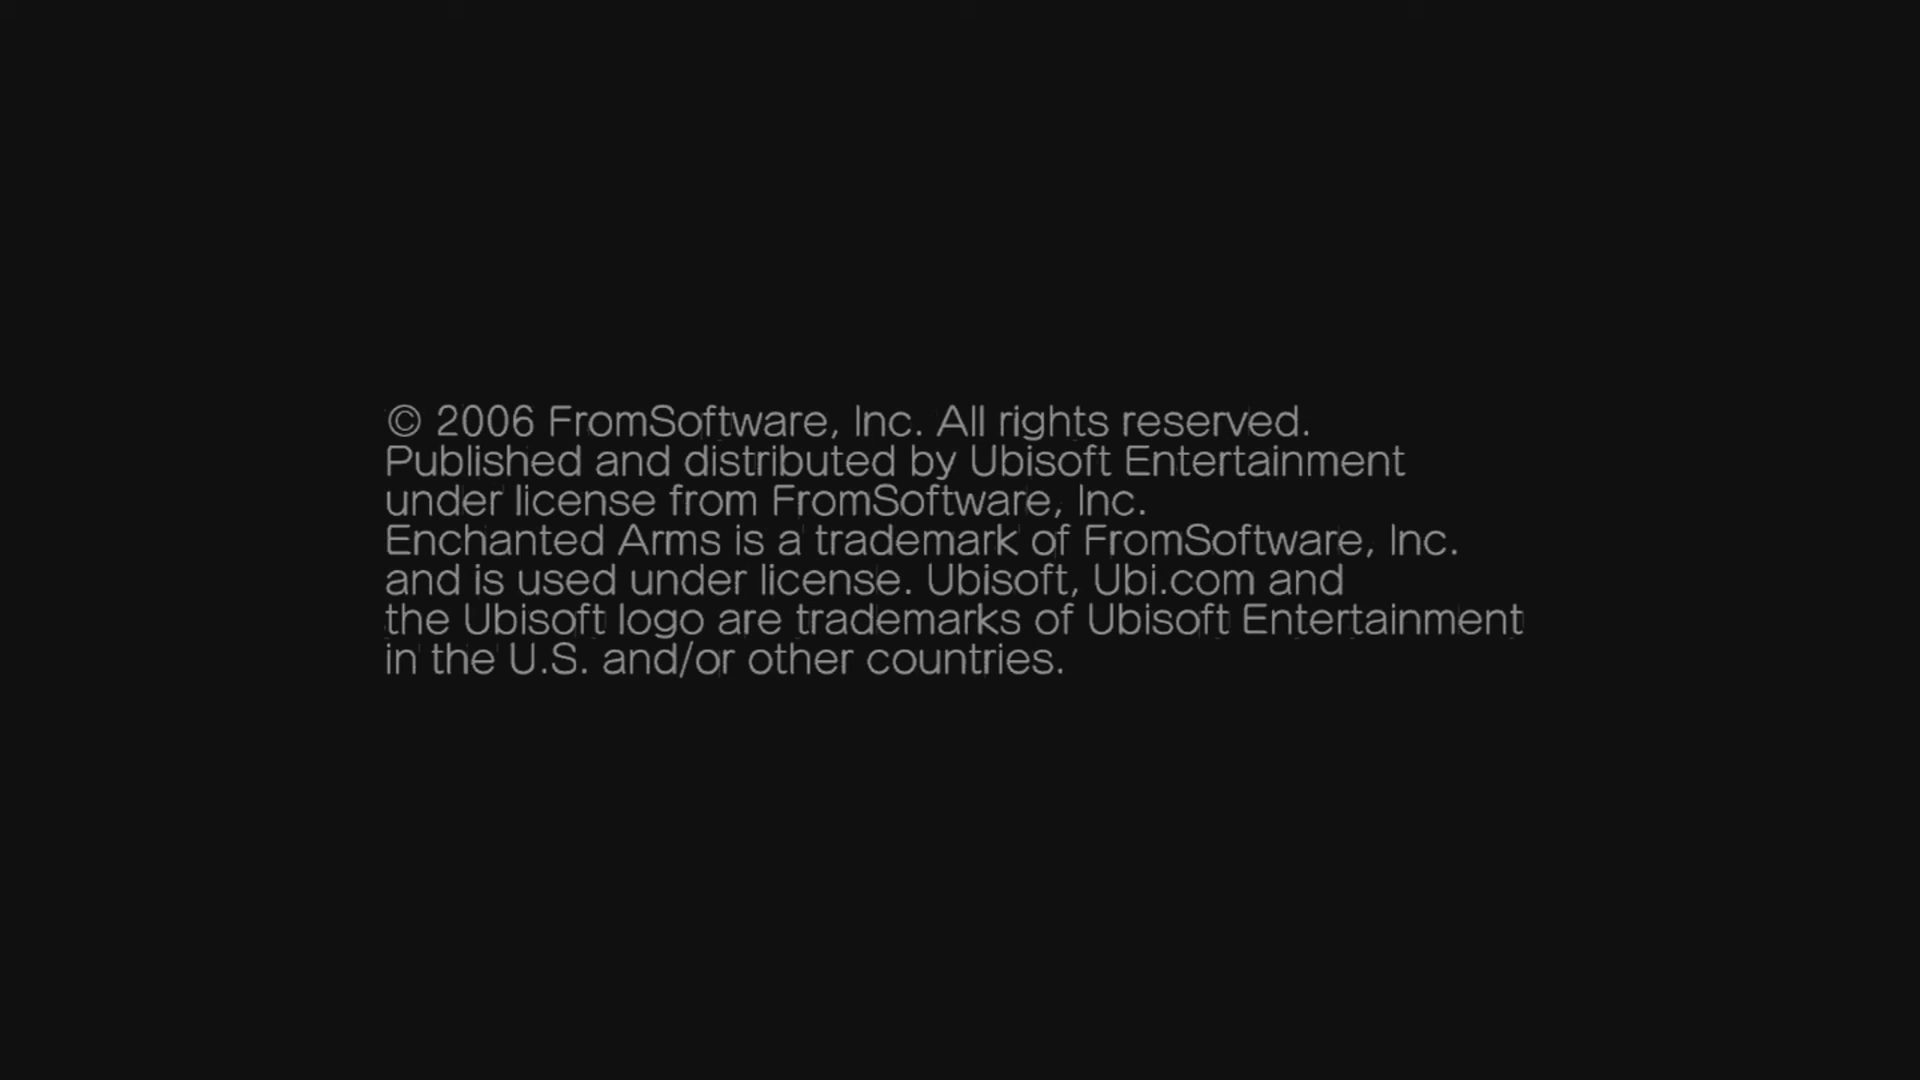 © 2006 FromSoftware, Inc. All rights reserved.
Published and distributed by Ubisoft Entertainment
under license from FromSoftware, Inc.
Enchanted Arms is a trademark of FromSoftware, Inc.
and is used under license. Ubisoft, Ubi.com and
the Ubisoft logo are trademarks of Ubisoft Entertainment
in the U.S. and/or other countries.